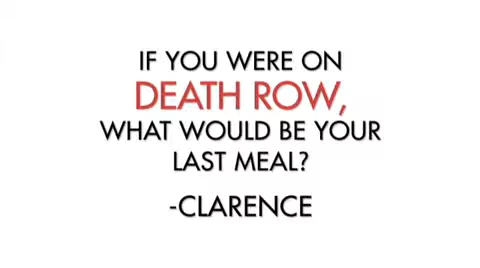 IF YOU WERE ON
DEATH ROW,
WHAT WOULD BE YOUR
LAST MEAL?
-CLARENCE